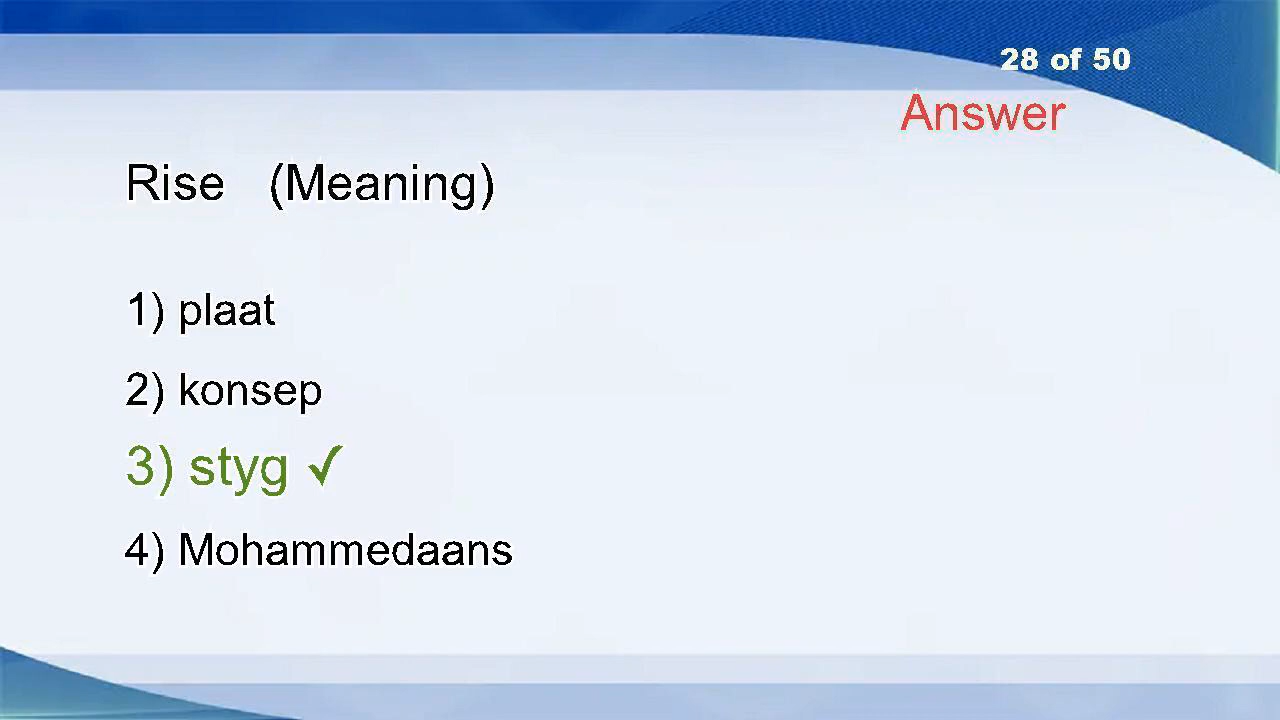 28 of 50
Answer
Rise (Meaning)
1) plaat
2) konsep
3) styg ✓
4) Mohammedaans